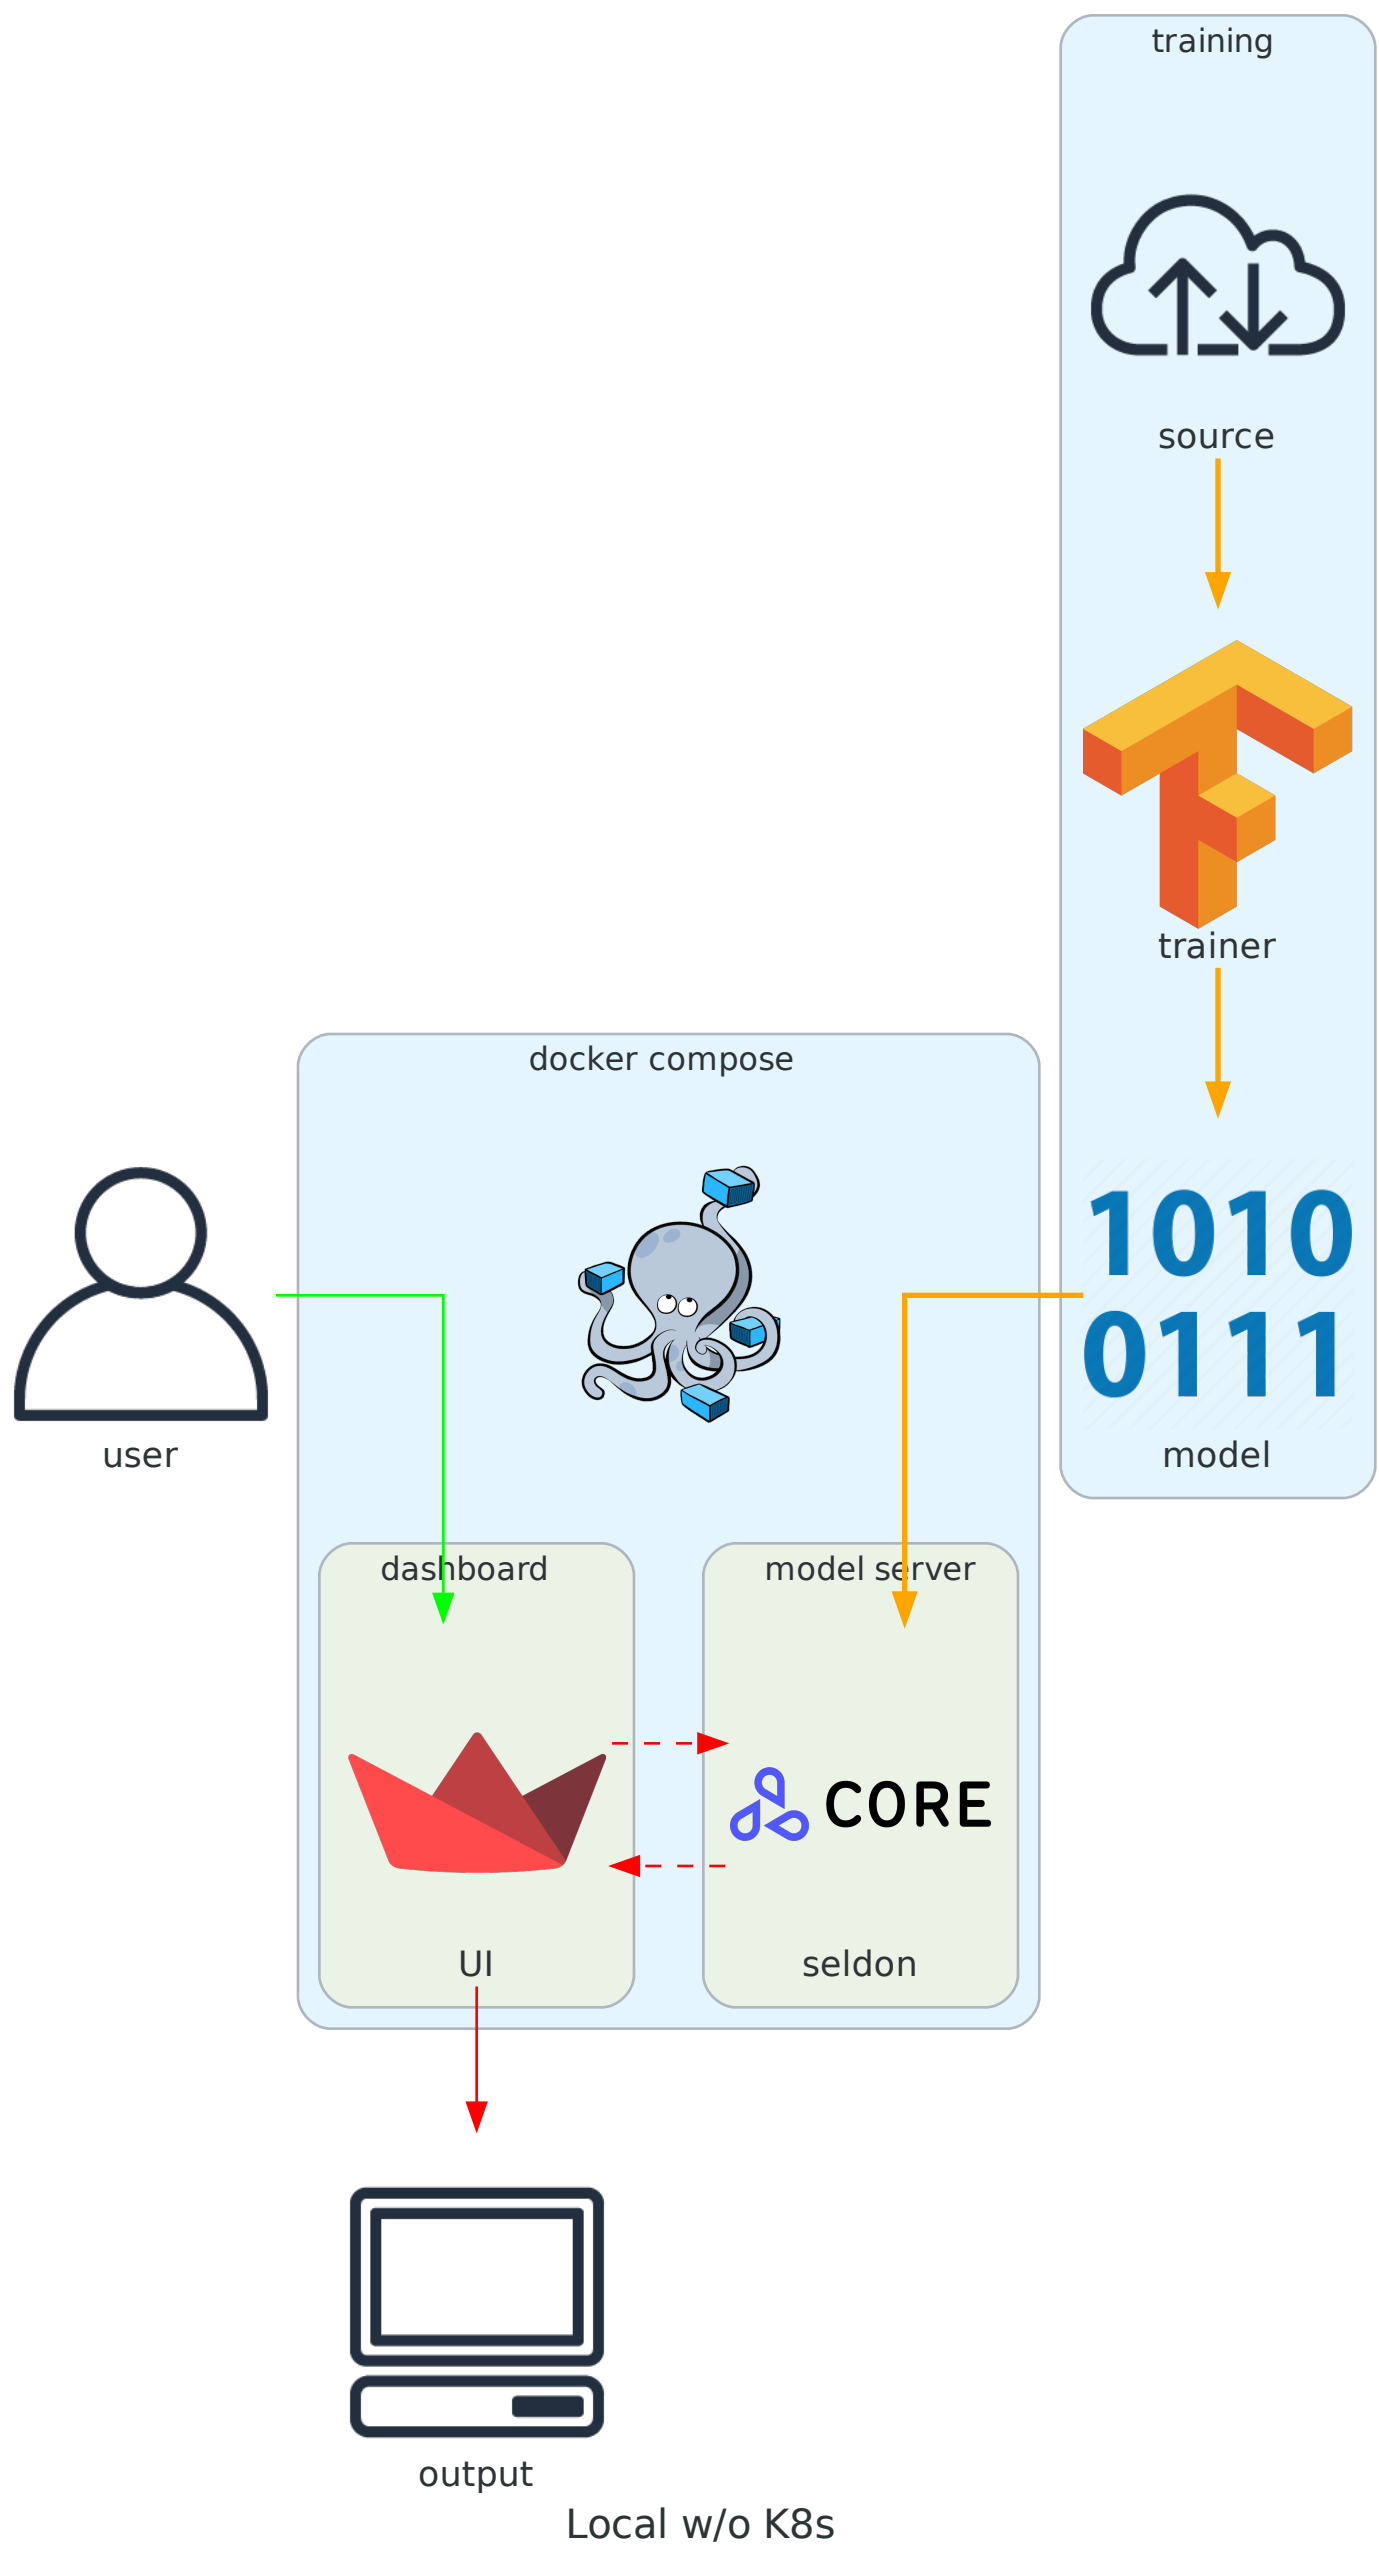 training
source
trainer
docker compose
1010
0111
user
model
dashboard
model server
CORE
UI
seldon
output
Local w/o K8s